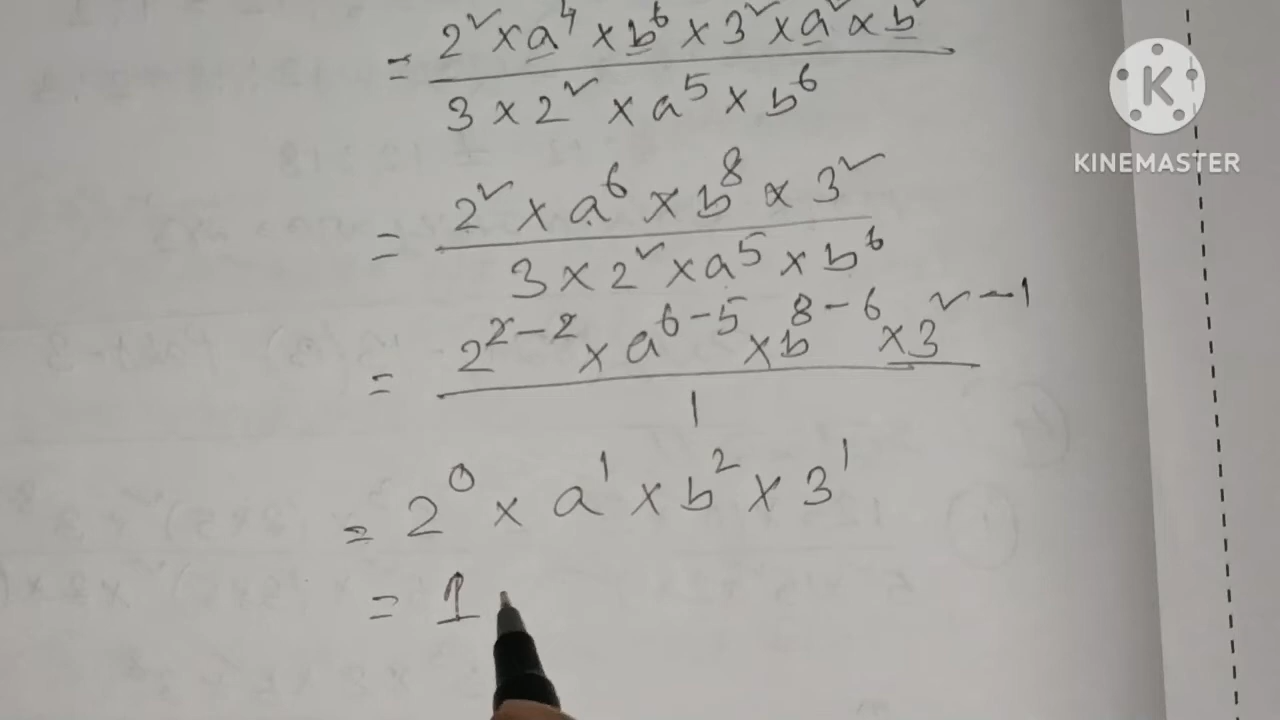 = 2² × a⁴ × b⁶ × 3² × a² × b² / 3 × 2² × a⁵ × b⁶
K
KINEMASTER
= 2² × a⁶ × b⁸ × 3² / 3 × 2² × a⁵ × b⁶
= 2²⁻² × a⁶⁻⁵ × b⁸⁻⁶ × 3²⁻¹ / 1
= 2⁰ × a¹ × b² × 3¹
= 1